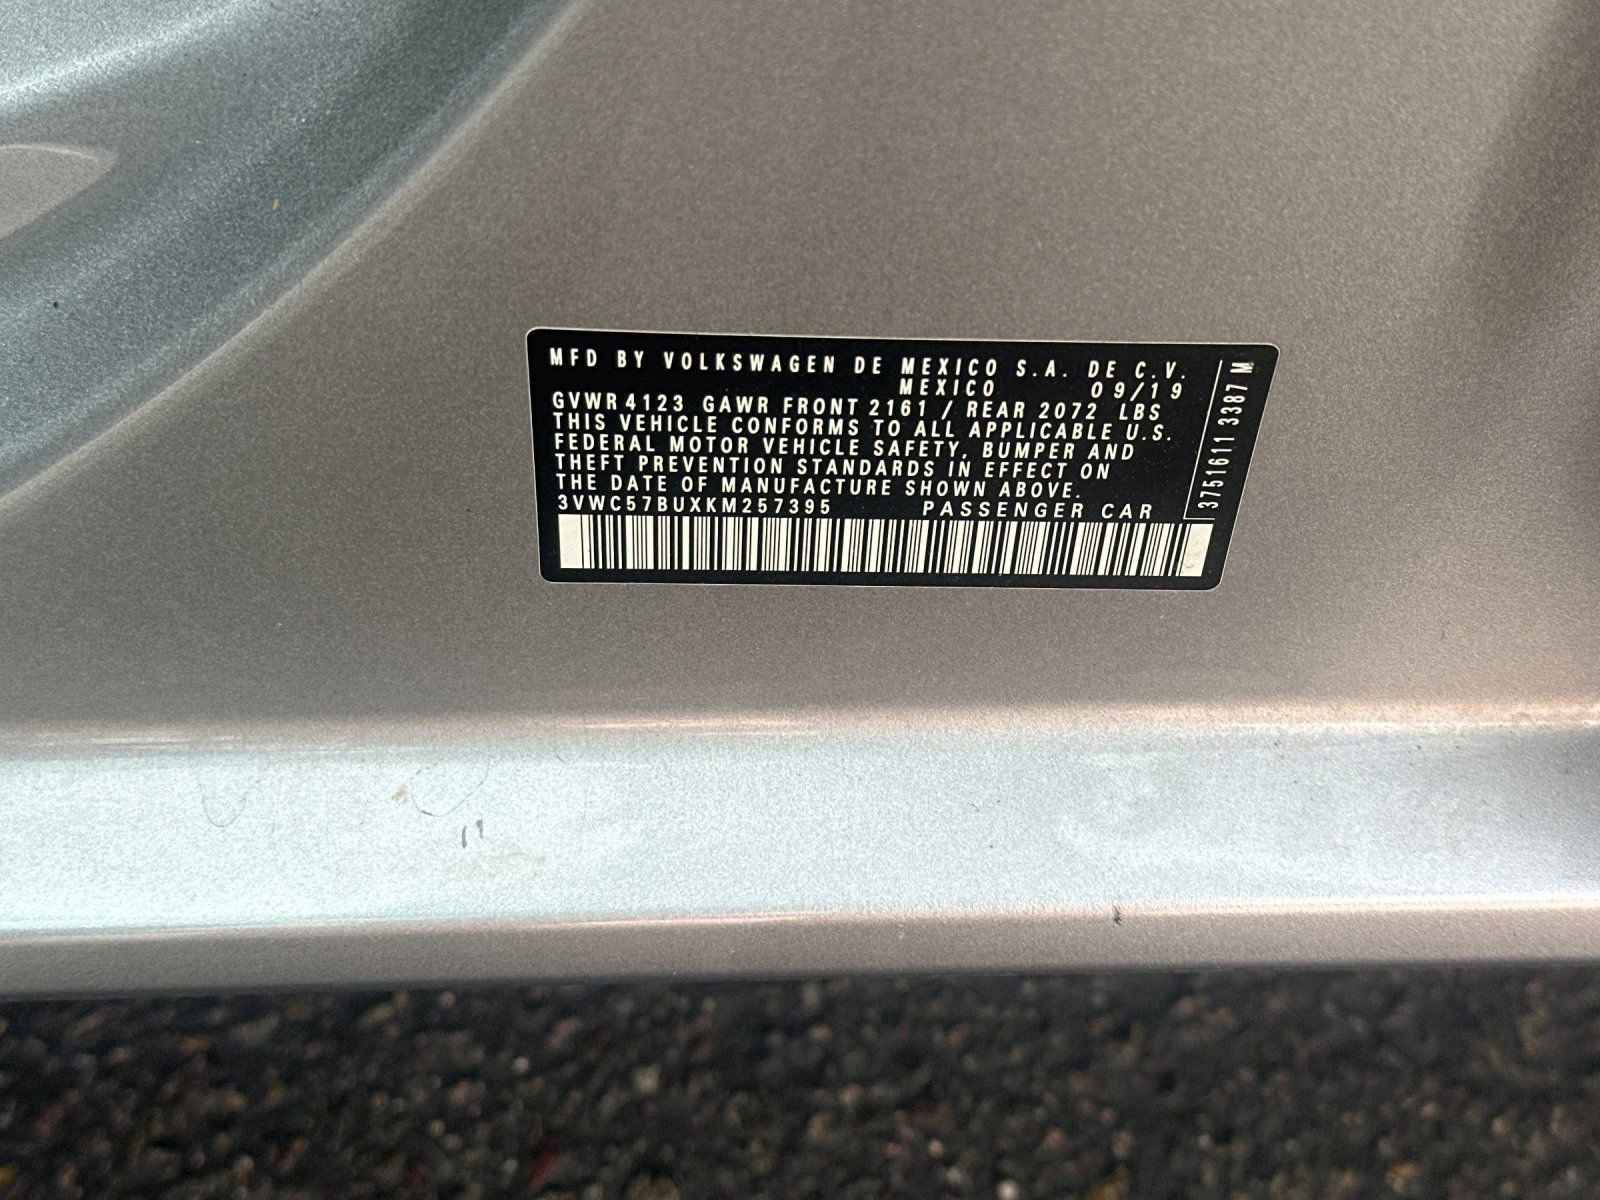 MFD BY VOLKSWAGEN DE MEXICO S.A. DE C.V.
MEXICO 09/19
GVWR 4123 GAWR FRONT 2161 / REAR 2072 LBS
THIS VEHICLE CONFORMS TO ALL APPLICABLE U.S.
FEDERAL MOTOR VEHICLE SAFETY, BUMPER AND
THEFT PREVENTION STANDARDS IN EFFECT ON
THE DATE OF MANUFACTURE SHOWN ABOVE.
3VWC57BUXKM257395 PASSENGER CAR
3751611 3387 M